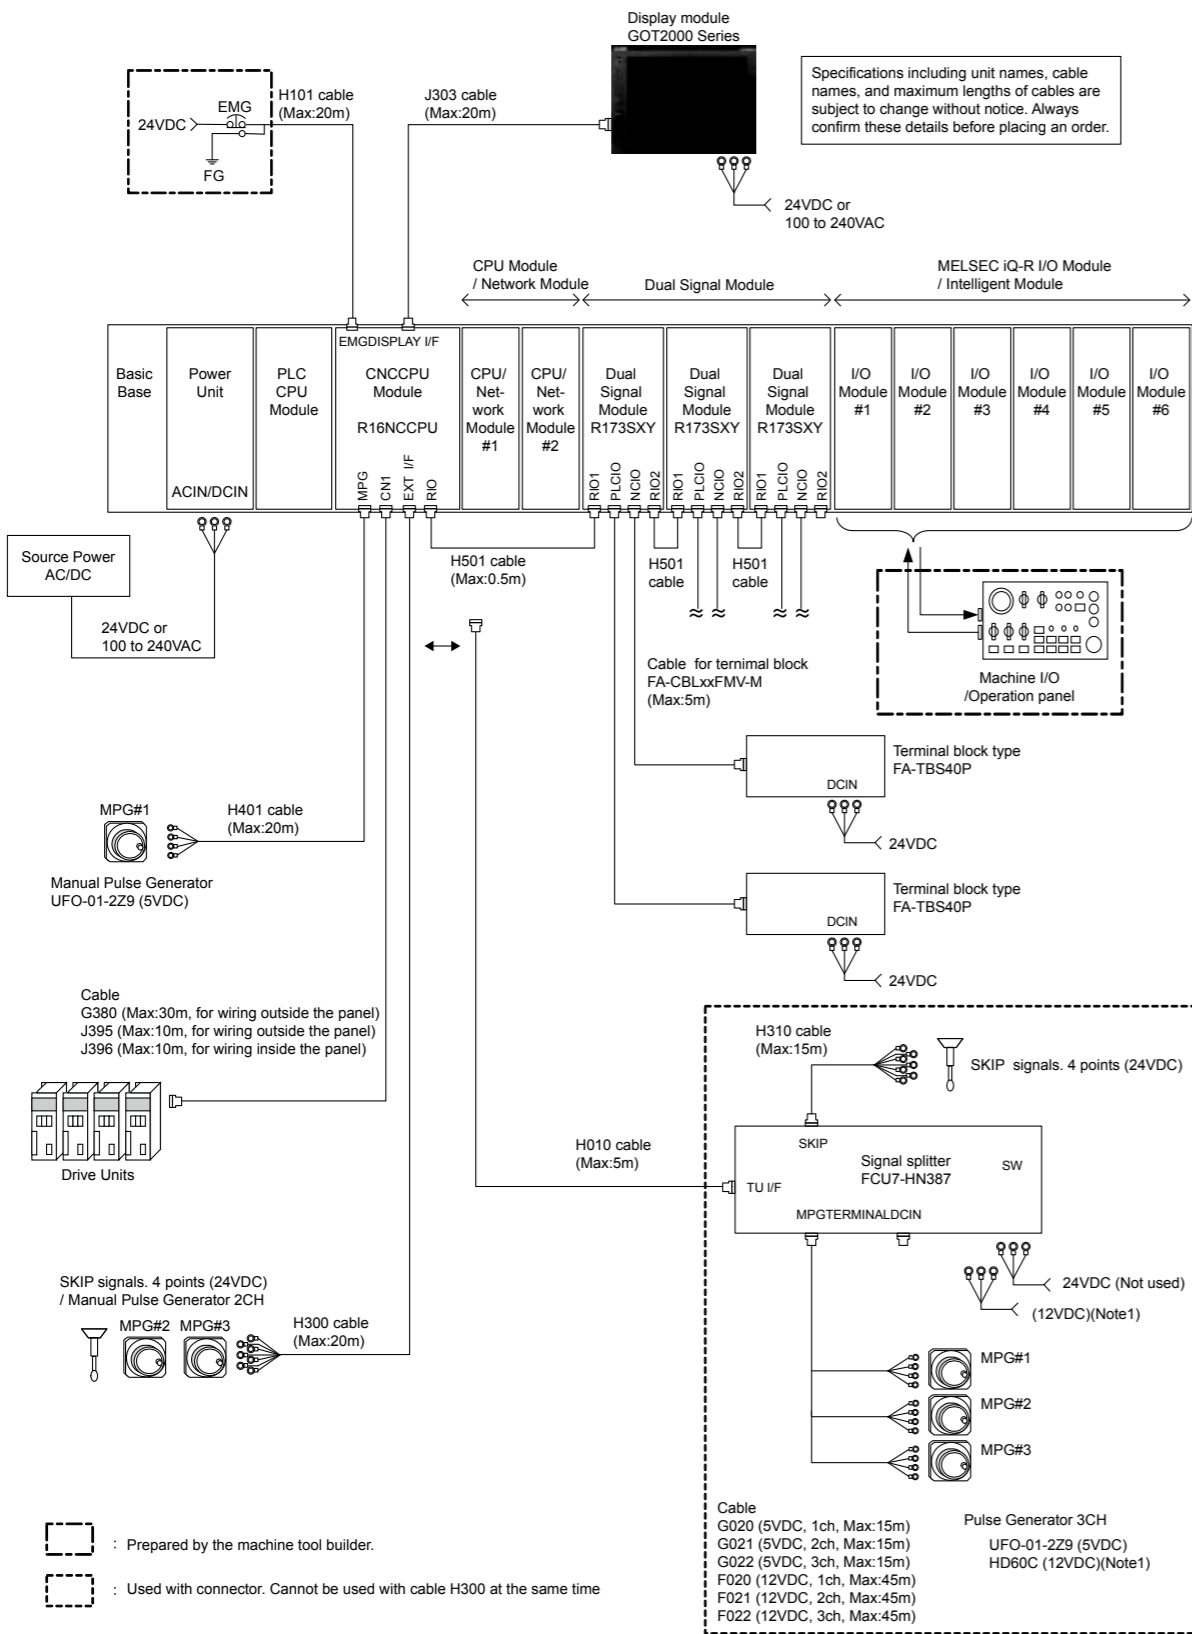 Display module
GOT2000 Series
Specifications including unit names, cable
names, and maximum lengths of cables are
subject to change without notice. Always
confirm these details before placing an order.
H101 cable
(Max:20m)
J303 cable
(Max:20m)
EMG
24VDC
FG
24VDC or
100 to 240VAC
CPU Module
/ Network Module
Dual Signal Module
MELSEC iQ-R I/O Module
/ Intelligent Module
EMGDISPLAY I/F
Basic
Base
Power
Unit
ACIN/DCIN
PLC
CPU
Module
CNCCPU
Module
R16NCCPU
MPG
CN1
EXT I/F
RIO
CPU/
Net-
work
Module
#1
CPU/
Net-
work
Module
#2
Dual
Signal
Module
R173SXY
RIO1
PLCIO
NCIO
RIO2
Dual
Signal
Module
R173SXY
RIO1
PLCIO
NCIO
RIO2
Dual
Signal
Module
R173SXY
RIO1
PLCIO
NCIO
RIO2
I/O
Module
#1
I/O
Module
#2
I/O
Module
#3
I/O
Module
#4
I/O
Module
#5
I/O
Module
#6
Source Power
AC/DC
24VDC or
100 to 240VAC
H501 cable
(Max:0.5m)
H501
cable
H501
cable
Machine I/O
/Operation panel
Cable for ternimal block
FA-CBLxxFMV-M
(Max:5m)
Terminal block type
FA-TBS40P
DCIN
24VDC
MPG#1
H401 cable
(Max:20m)
Manual Pulse Generator
UFO-01-2Z9 (5VDC)
Terminal block type
FA-TBS40P
DCIN
24VDC
Cable
G380 (Max:30m, for wiring outside the panel)
J395 (Max:10m, for wiring outside the panel)
J396 (Max:10m, for wiring inside the panel)
Drive Units
H310 cable
(Max:15m)
SKIP signals. 4 points (24VDC)
H010 cable
(Max:5m)
SKIP
Signal splitter
FCU7-HN387
SW
TU I/F
MPGTERMINALDCIN
24VDC (Not used)
(12VDC)(Note1)
SKIP signals. 4 points (24VDC)
/ Manual Pulse Generator 2CH
MPG#2
MPG#3
H300 cable
(Max:20m)
MPG#1
MPG#2
MPG#3
Cable
G020 (5VDC, 1ch, Max:15m)
G021 (5VDC, 2ch, Max:15m)
G022 (5VDC, 3ch, Max:15m)
F020 (12VDC, 1ch, Max:45m)
F021 (12VDC, 2ch, Max:45m)
F022 (12VDC, 3ch, Max:45m)
Pulse Generator 3CH
UFO-01-2Z9 (5VDC)
HD60C (12VDC)(Note1)
: Prepared by the machine tool builder.
: Used with connector. Cannot be used with cable H300 at the same time